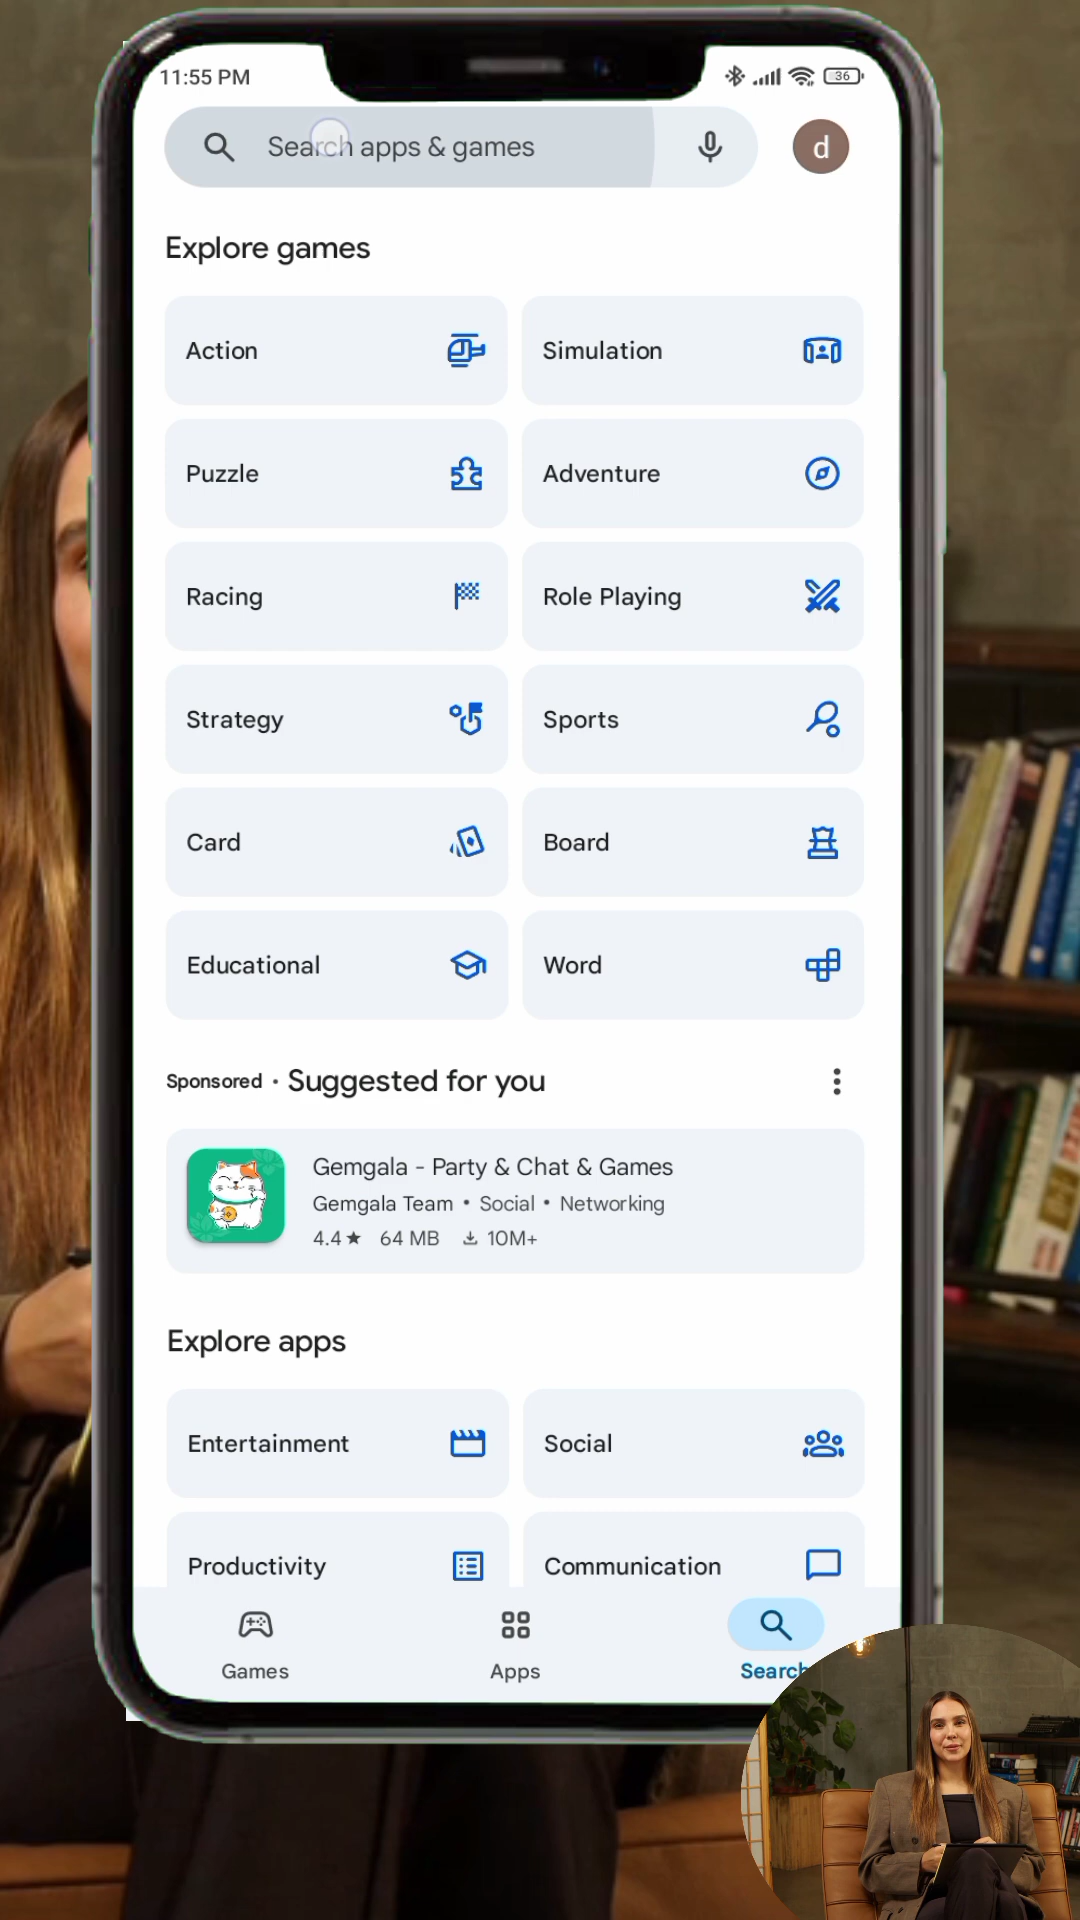 11:55 PM
36
Search apps & games
d
Explore games
Action
Simulation
Puzzle
Adventure
Racing
Role Playing
Strategy
Sports
Card
Board
Educational
Word
Sponsored • Suggested for you
Gemgala - Party & Chat & Games
Gemgala Team • Social • Networking
4.4★ 64 MB 10M+
Explore apps
Entertainment
Social
Productivity
Communication
Games
Apps
Search